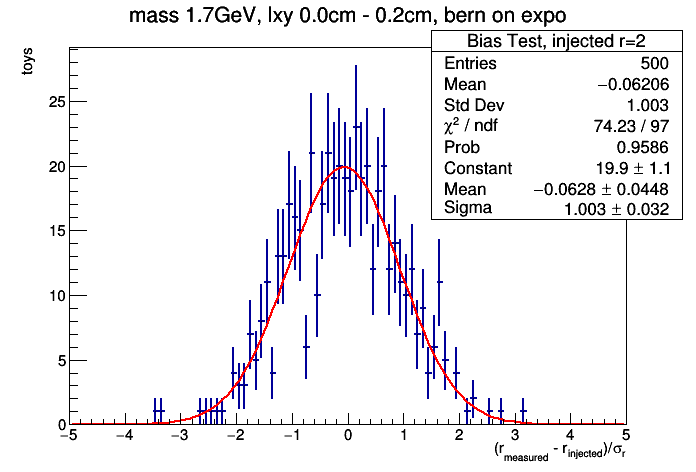 mass 1.7GeV, lxy 0.0cm - 0.2cm, bern on expo
toys
Bias Test, injected r=2
Entries 500
Mean −0.06206
Std Dev 1.003
χ² / ndf 74.23 / 97
Prob 0.9586
Constant 19.9 ± 1.1
Mean −0.0628 ± 0.0448
Sigma 1.003 ± 0.032
25
20
15
10
5
0
−5 −4 −3 −2 −1 0 1 2 3 4 5
(r_measured - r_injected)/σ_r